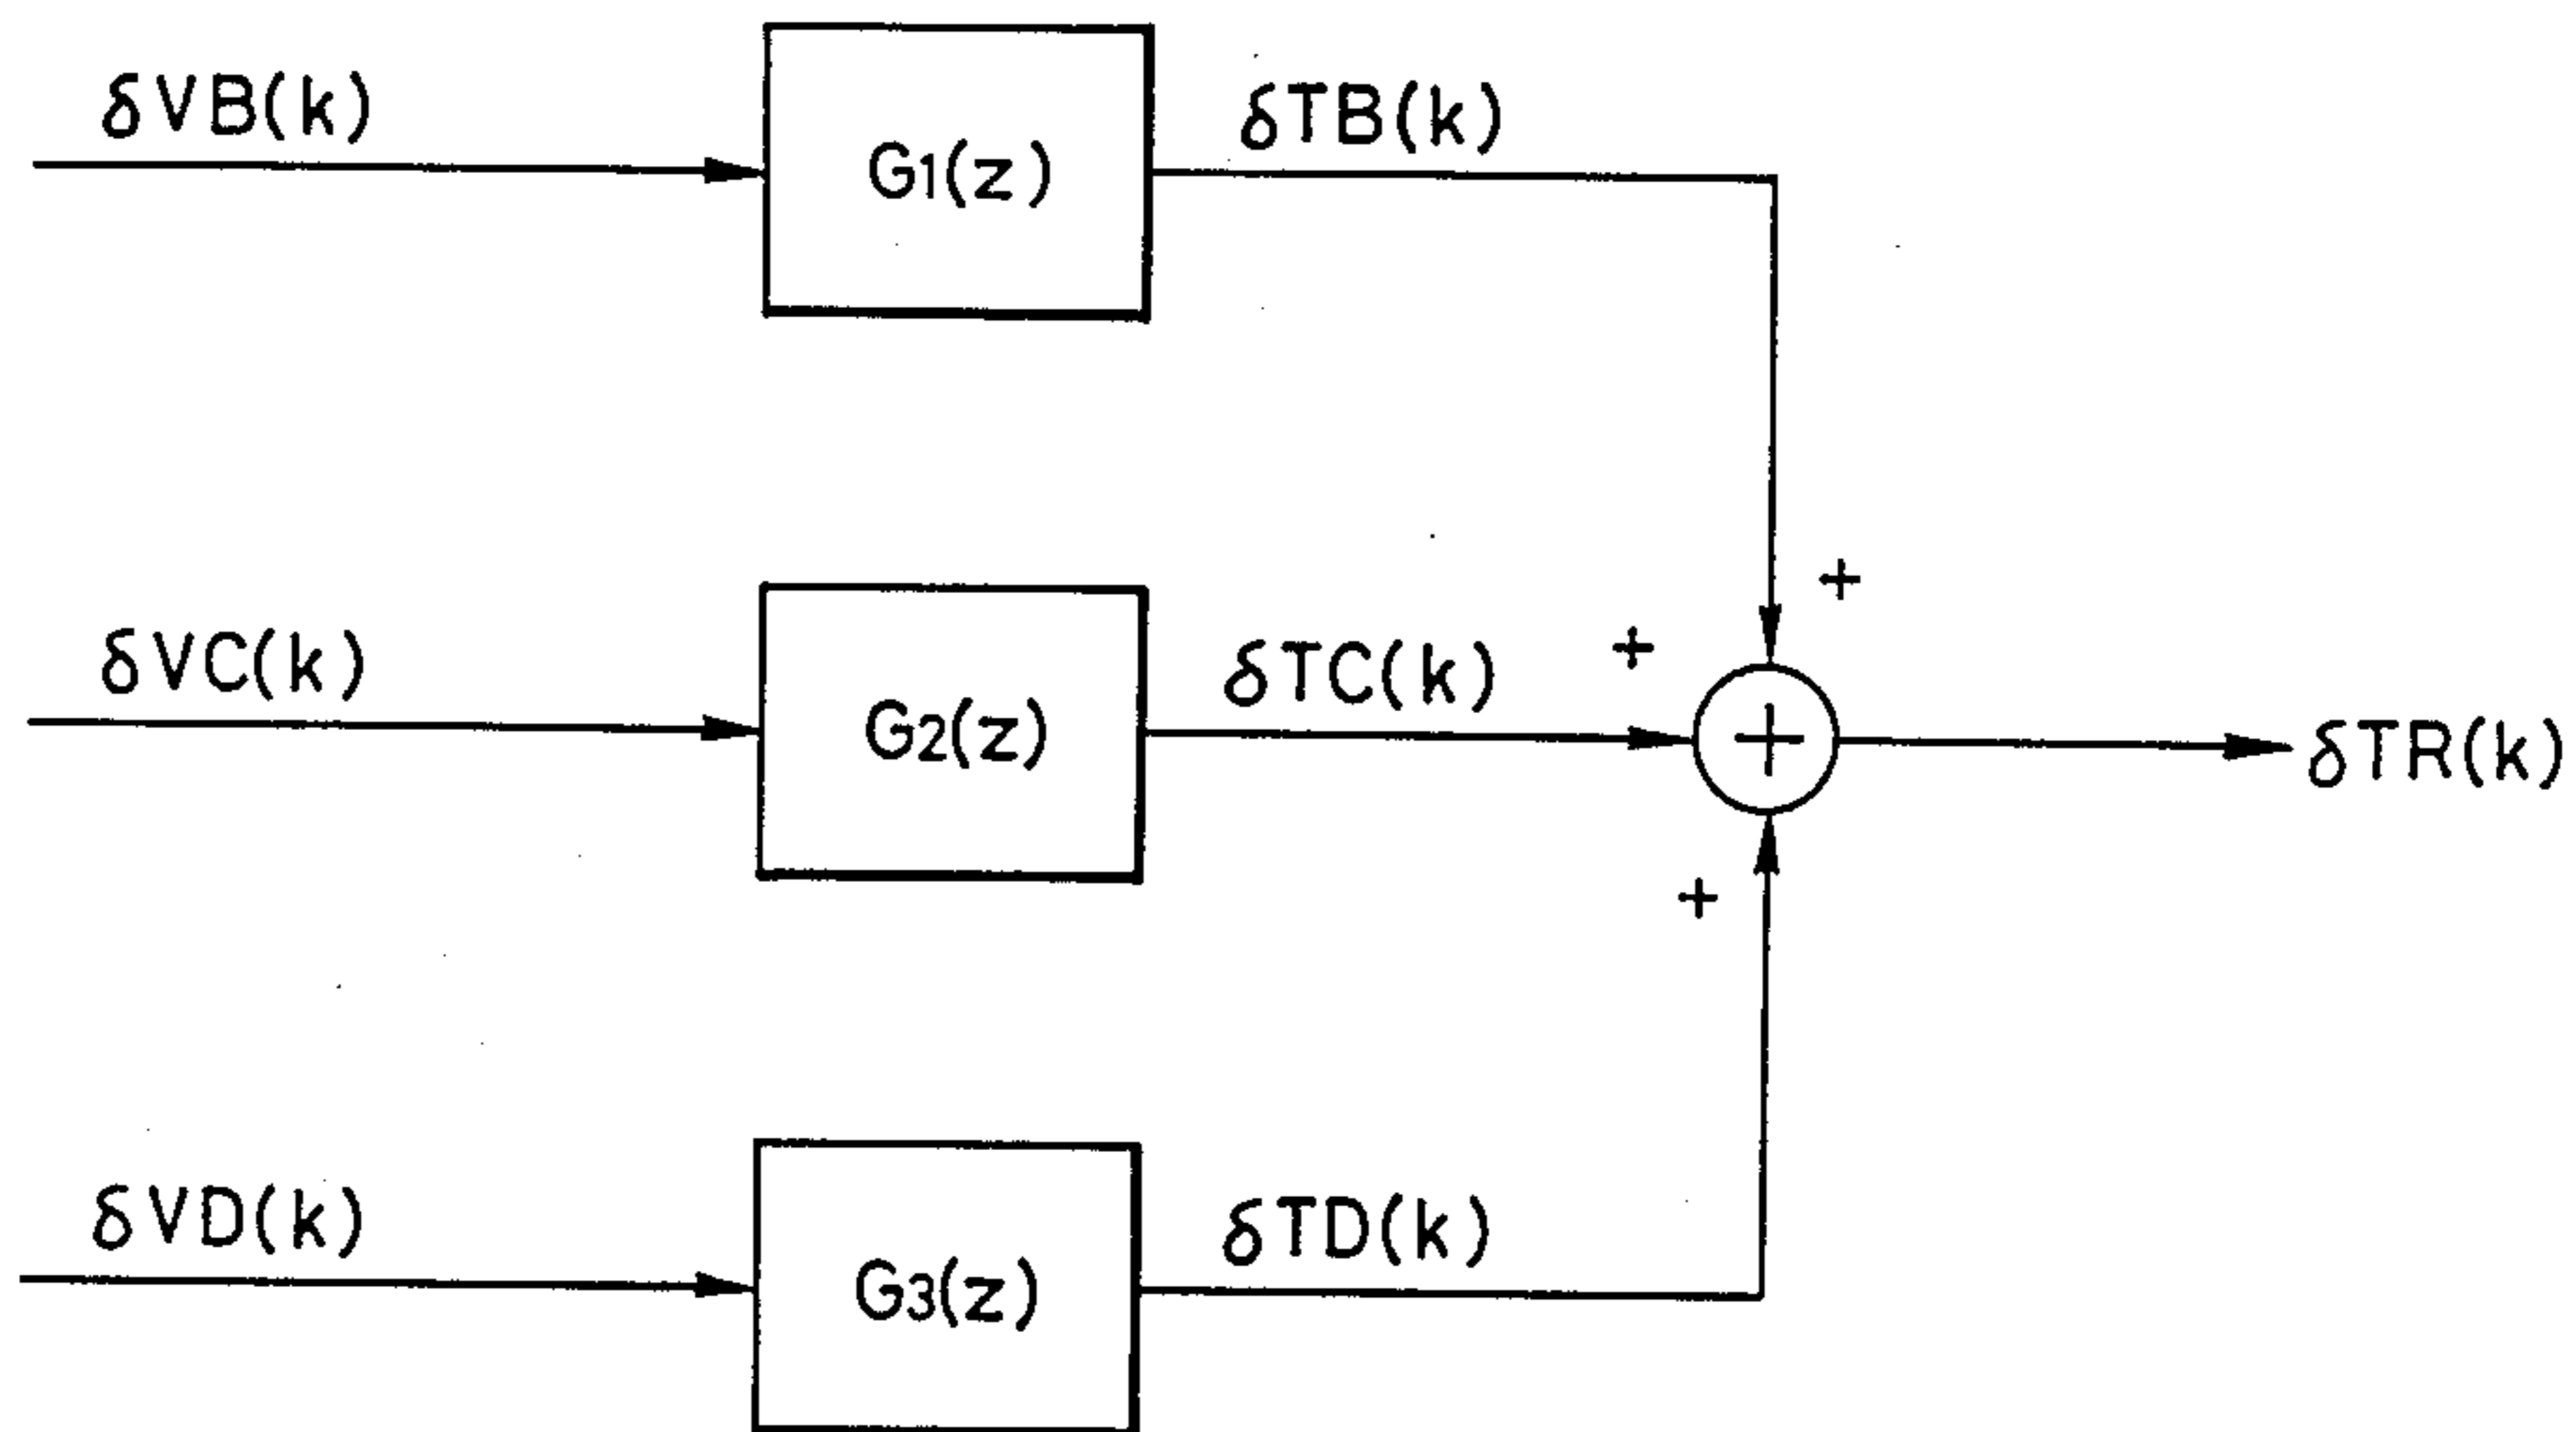 δVB(k)
G1(z)
δTB(k)
+
δVC(k)
G2(z)
δTC(k)
+
+
δTR(k)
+
δVD(k)
G3(z)
δTD(k)